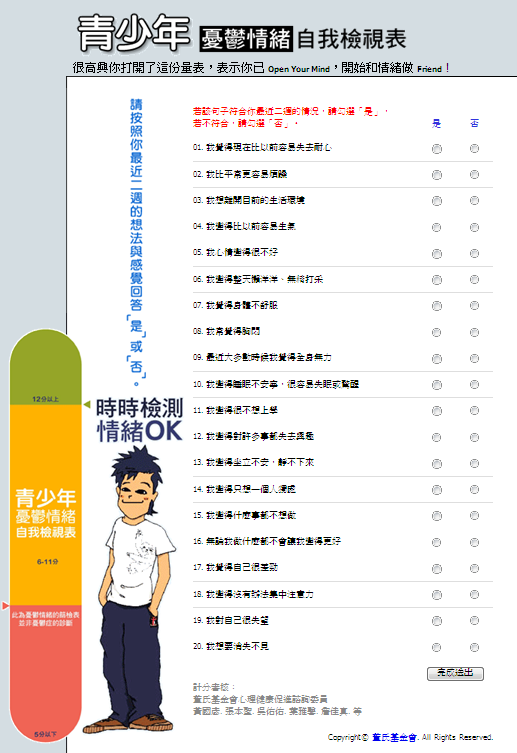 青少年 憂鬱情緒 自我檢視表
很高興你打開了這份量表,表示你已 Open Your Mind,開始和情緒做 Friend!
請按照你最近二週的想法與感覺回答「是」或「否」。
若該句子符合你最近二週的情況,請勾選「是」,
若不符合,請勾選「否」。
是 否
01. 我覺得現在比以前容易失去耐心
02. 我比平常更容易煩躁
03. 我想離開目前的生活環境
04. 我變得比以前容易生氣
05. 我心情變得很不好
06. 我變得整天懶洋洋、無精打采
07. 我覺得身體不舒服
08. 我常覺得胸悶
09. 最近大多數時候我覺得全身無力
10. 我變得睡眠不安寧,很容易失眠或驚醒
11. 我變得很不想上學
12. 我變得對許多事都失去興趣
13. 我變得坐立不安,靜不下來
14. 我變得只想一個人獨處
15. 我變得什麼事都不想做
16. 無論我做什麼都不會讓我變得更好
17. 我覺得自己很差勁
18. 我變得沒有辦法集中注意力
19. 我對自己很失望
20. 我想要消失不見
完成送出
12分以上
時時檢測
情緒OK
青少年
憂鬱情緒
自我檢視表
6-11分
此為憂鬱情緒的篩檢表
並非憂鬱症的診斷
5分以下
計分審核:
董氏基金會心理健康促進諮詢委員
黃國彥. 張本聖. 吳佑佑. 葉雅馨. 詹佳真. 等
Copyright© 董氏基金會. All Rights Reserved.